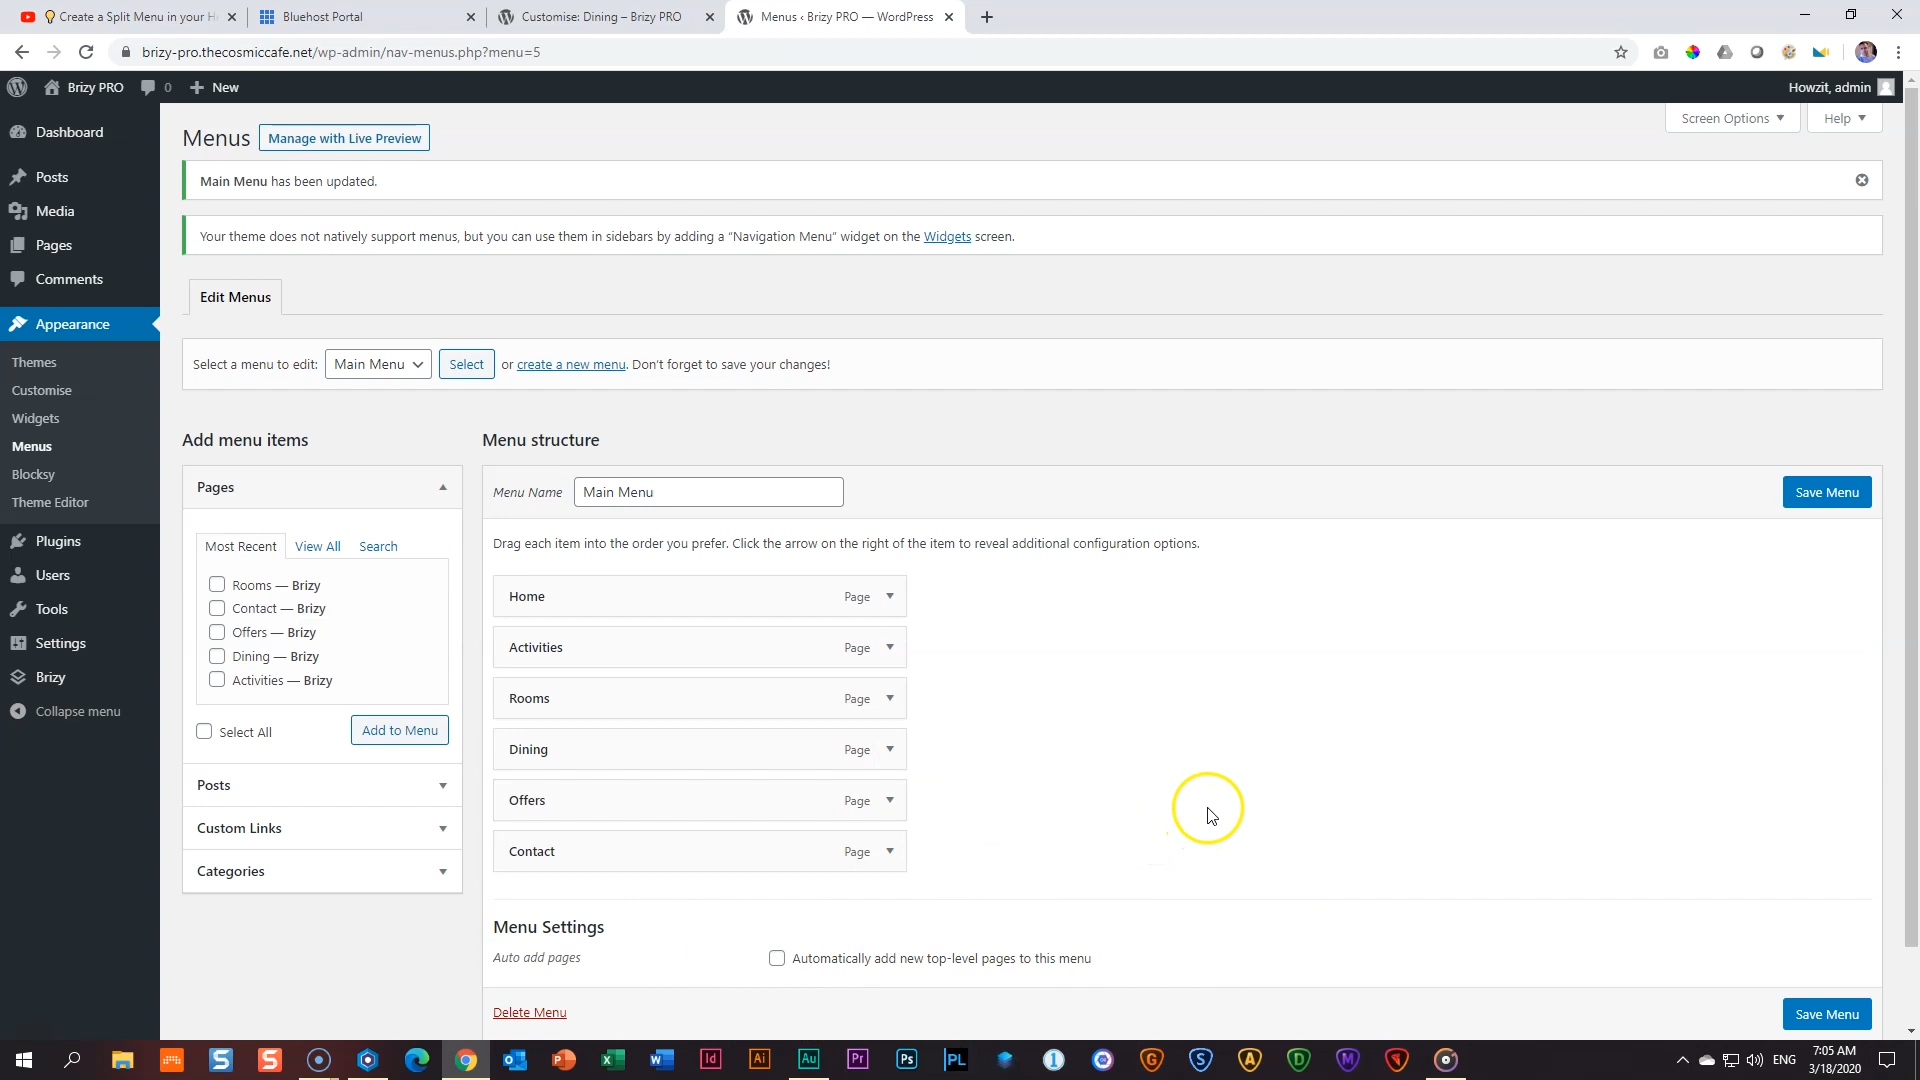 Create a Split Menu in your H
Bluehost Portal
Customise: Dining – Brizy PRO
Menus ‹ Brizy PRO — WordPress
brizy-pro.thecosmiccafe.net/wp-admin/nav-menus.php?menu=5
Brizy PRO
0
New
Howzit, admin
Dashboard
Posts
Media
Pages
Comments
Appearance
Themes
Customise
Widgets
Menus
Blocksy
Theme Editor
Plugins
Users
Tools
Settings
Brizy
Collapse menu
Screen Options
Help
Menus
Manage with Live Preview
Main Menu has been updated.
Your theme does not natively support menus, but you can use them in sidebars by adding a “Navigation Menu” widget on the Widgets screen.
Edit Menus
Select a menu to edit: Main Menu Select or create a new menu. Don’t forget to save your changes!
Add menu items
Pages
Most Recent View All Search
Rooms — Brizy
Contact — Brizy
Offers — Brizy
Dining — Brizy
Activities — Brizy
Select All
Add to Menu
Posts
Custom Links
Categories
Menu structure
Menu Name Main Menu
Save Menu
Drag each item into the order you prefer. Click the arrow on the right of the item to reveal additional configuration options.
Home Page
Activities Page
Rooms Page
Dining Page
Offers Page
Contact Page
Menu Settings
Auto add pages
Automatically add new top-level pages to this menu
Delete Menu
Save Menu
Id
Ai
Au
Pr
Ps
PL
ENG
7:05 AM
3/18/2020